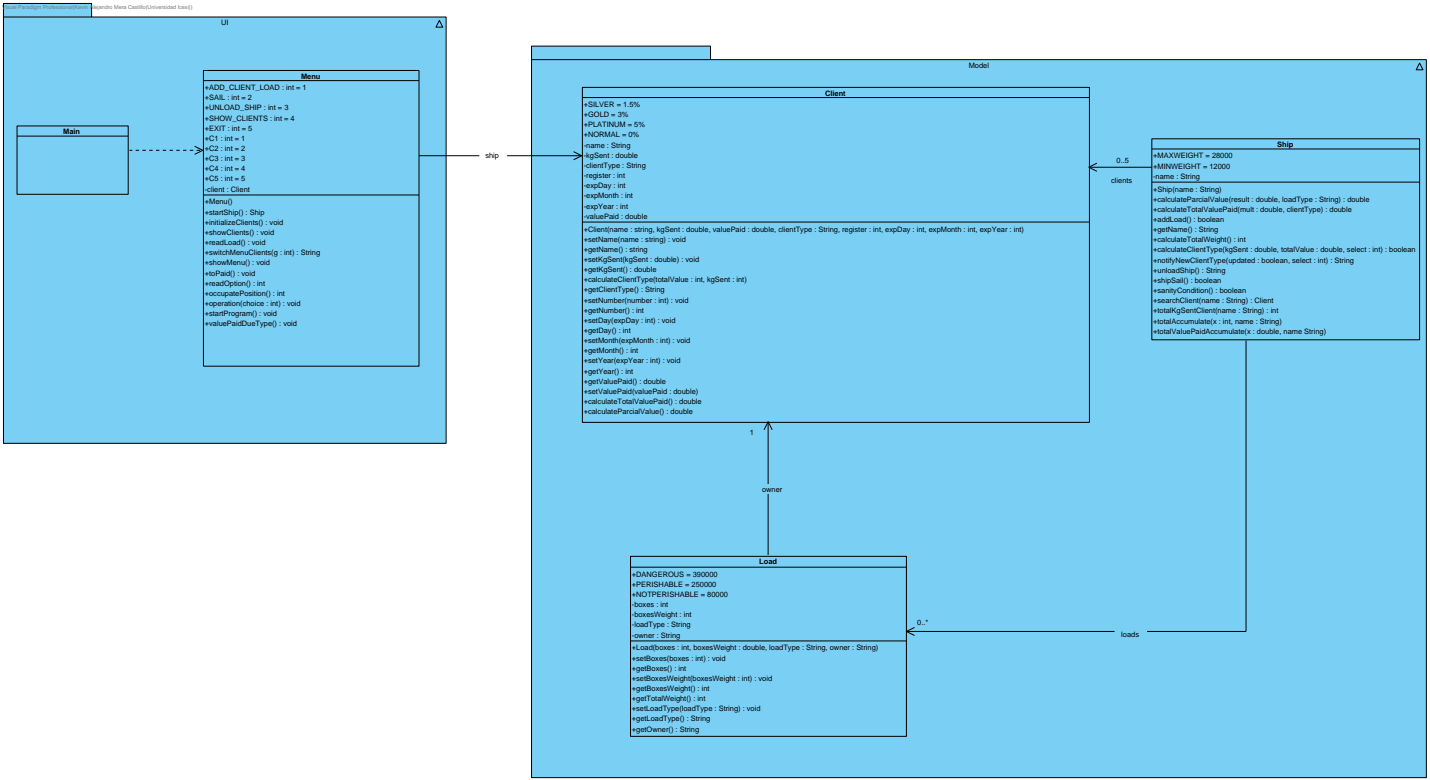 Visual Paradigm Professional(Kevin Alejandro Mera Castillo(Universidad Icesi))
UI
Main
Menu
+ADD_CLIENT_LOAD : int = 1
+SAIL : int = 2
+UNLOAD_SHIP : int = 3
+SHOW_CLIENTS : int = 4
+EXIT : int = 5
+C1 : int = 1
+C2 : int = 2
+C3 : int = 3
+C4 : int = 4
+C5 : int = 5
-client : Client
+Menu()
+startShip() : Ship
+initializeClients() : void
+showClients() : void
+readLoad() : void
+switchMenuClients(g : int) : String
+showMenu() : void
+toPaid() : void
+readOption() : int
+occupatePosition() : int
+operation(choice : int) : void
+startProgram() : void
+valuePaidDueType() : void
ship
Model
Client
+SILVER = 1.5%
+GOLD = 3%
+PLATINUM = 5%
+NORMAL = 0%
-name : String
-kgSent : double
-clientType : String
-register : int
-expDay : int
-expMonth : int
-expYear : int
-valuePaid : double
+Client(name : string, kgSent : double, valuePaid : double, clientType : String, register : int, expDay : int, expMonth : int, expYear : int)
+setName(name : string) : void
+getName() : string
+setKgSent(kgSent : double) : void
+getKgSent() : double
+calculateClientType(totalValue : int, kgSent : int)
+getClientType() : String
+setNumber(number : int) : void
+getNumber() : int
+setDay(expDay : int) : void
+getDay() : int
+setMonth(expMonth : int) : void
+getMonth() : int
+setYear(expYear : int) : void
+getYear() : int
+getValuePaid() : double
+setValuePaid(valuePaid : double)
+calculateTotalValuePaid() : double
+calculateParcialValue() : double
0..5
clients
Ship
+MAXWEIGHT = 28000
+MINWEIGHT = 12000
-name : String
+Ship(name : String)
+calculateParcialValue(result : double, loadType : String) : double
+calculateTotalValuePaid(mult : double, clientType) : double
+addLoad() : boolean
+getName() : String
+calculateTotalWeight() : int
+calculateClientType(kgSent : double, totalValue : double, select : int) : boolean
+notifyNewClientType(updated : boolean, select : int) : String
+unloadShip() : String
+shipSail() : boolean
+sanityCondition() : boolean
+searchClient(name : String) : Client
+totalKgSentClient(name : String) : int
+totalAccumulate(x : int, name : String)
+totalValuePaidAccumulate(x : double, name String)
1
owner
Load
+DANGEROUS = 390000
+PERISHABLE = 250000
+NOTPERISHABLE = 80000
-boxes : int
-boxesWeight : int
-loadType : String
-owner : String
+Load(boxes : int, boxesWeight : double, loadType : String, owner : String)
+setBoxes(boxes : int) : void
+getBoxes() : int
+setBoxesWeight(boxesWeight : int) : void
+getBoxesWeight() : int
+getTotalWeight() : int
+setLoadType(loadType : String) : void
+getLoadType() : String
+getOwner() : String
0..*
loads